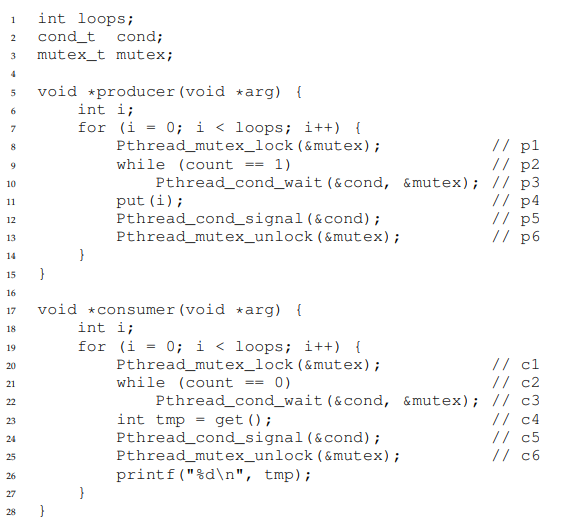 1 int loops;
2 cond_t cond;
3 mutex_t mutex;
4
5 void *producer(void *arg) {
6 int i;
7 for (i = 0; i < loops; i++) {
8 Pthread_mutex_lock(&mutex); // p1
9 while (count == 1) // p2
10 Pthread_cond_wait(&cond, &mutex); // p3
11 put(i); // p4
12 Pthread_cond_signal(&cond); // p5
13 Pthread_mutex_unlock(&mutex); // p6
14 }
15 }
16
17 void *consumer(void *arg) {
18 int i;
19 for (i = 0; i < loops; i++) {
20 Pthread_mutex_lock(&mutex); // c1
21 while (count == 0) // c2
22 Pthread_cond_wait(&cond, &mutex); // c3
23 int tmp = get(); // c4
24 Pthread_cond_signal(&cond); // c5
25 Pthread_mutex_unlock(&mutex); // c6
26 printf("%d\n", tmp);
27 }
28 }